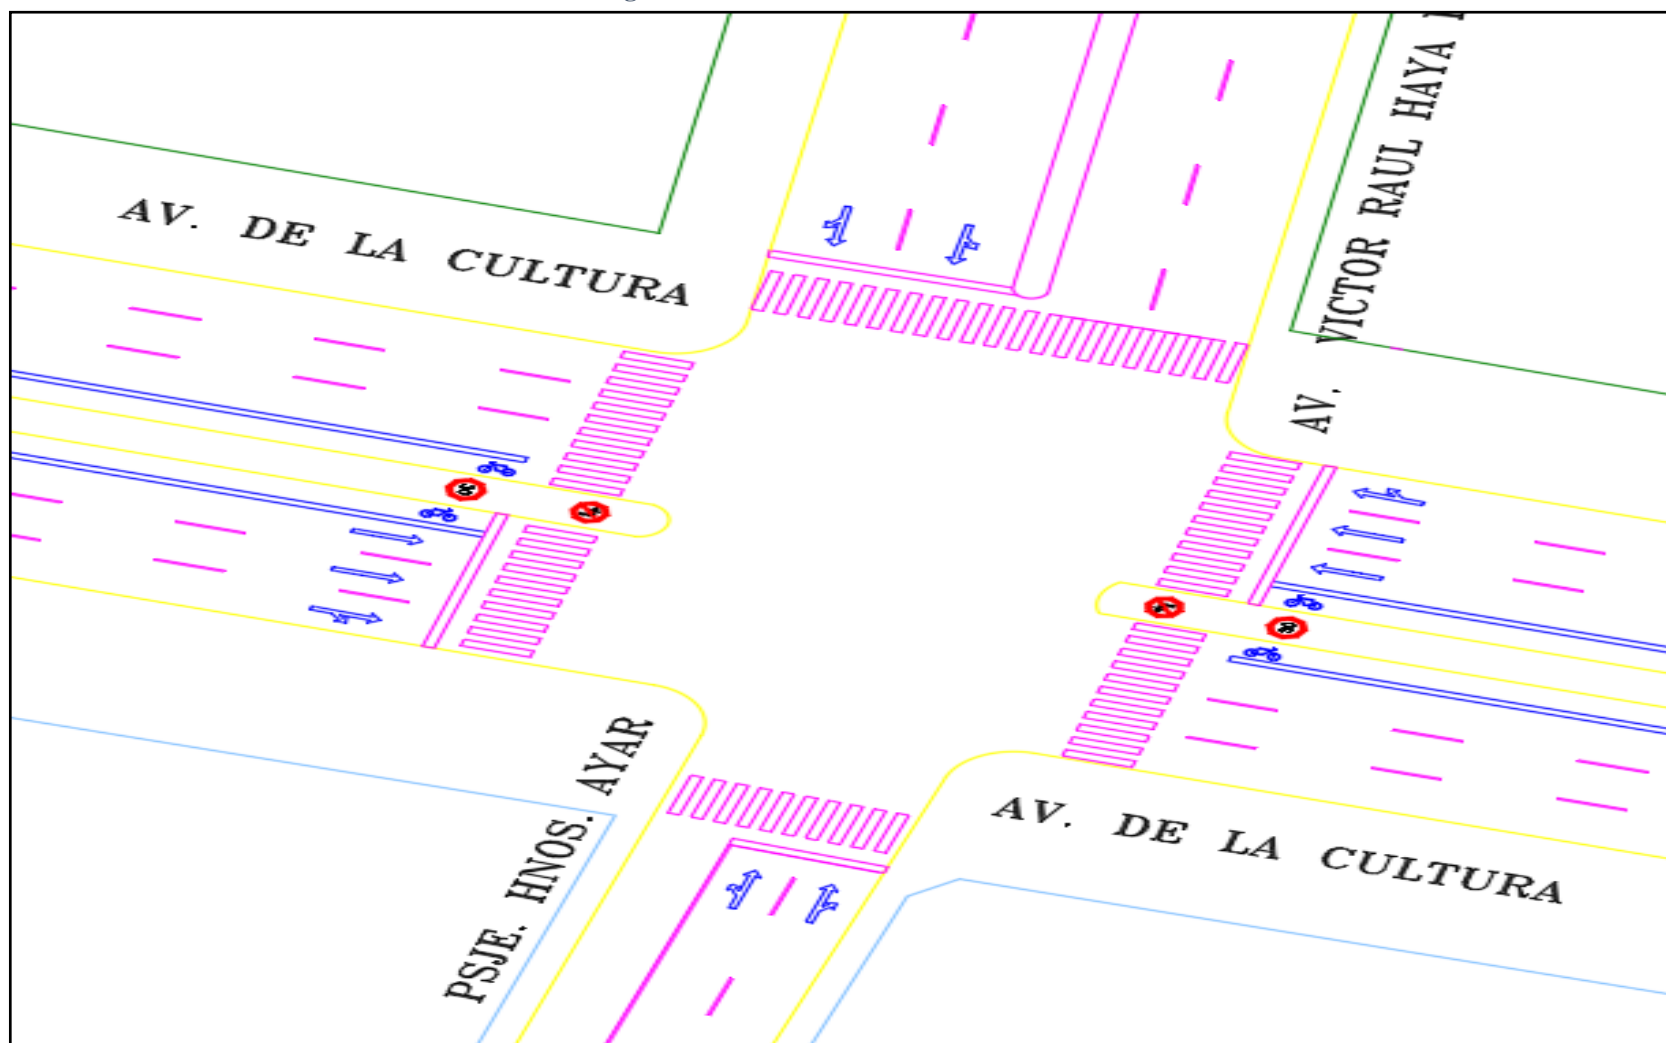 AV. DE LA CULTURA
AV. VICTOR RAUL HAYA
PSJE. HNOS. AYAR
AV. DE LA CULTURA